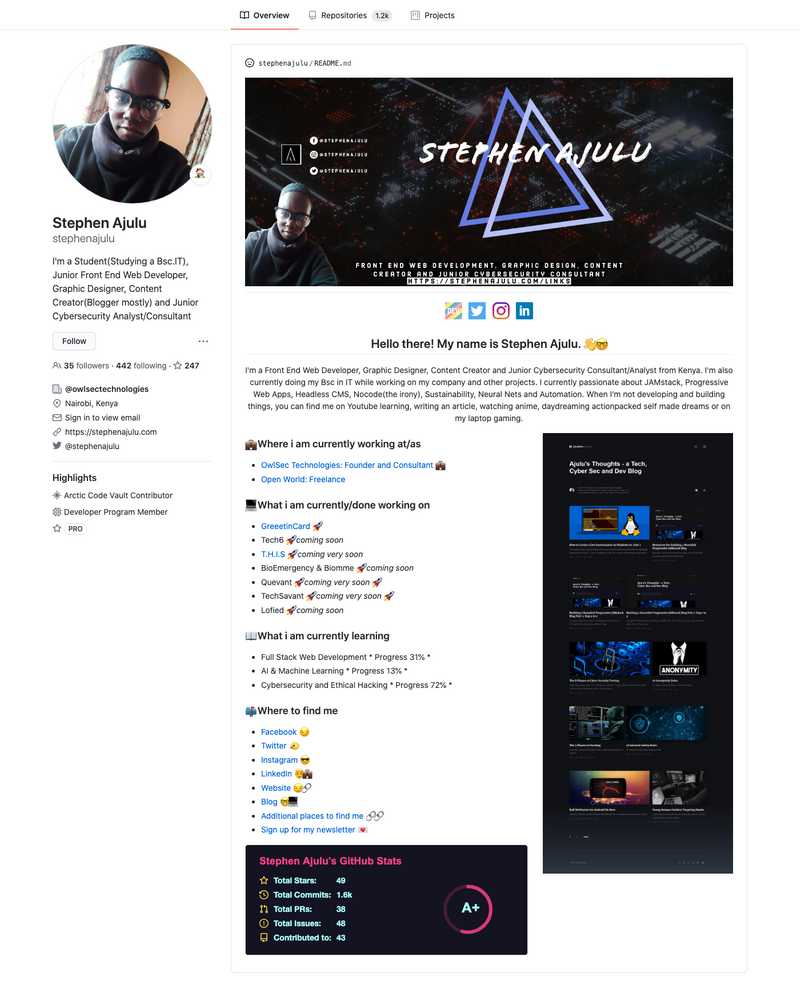 Overview
Repositories 1.2k
Projects
Stephen Ajulu
stephenajulu
I'm a Student(Studying a Bsc.IT),
Junior Front End Web Developer,
Graphic Designer, Content
Creator(Blogger mostly) and Junior
Cybersecurity Analyst/Consultant
Follow
35 followers · 442 following · 247
@owlsectechnologies
Nairobi, Kenya
Sign in to view email
https://stephenajulu.com
@stephenajulu
Highlights
Arctic Code Vault Contributor
Developer Program Member
PRO
stephenajulu/README.md
@STEPHENAJULU
@STEPHENAJULU
@STEPHENAJULU
STEPHEN AJULU
FRONT END WEB DEVELOPMENT, GRAPHIC DESIGN, CONTENT
CREATOR AND JUNIOR CYBERSECURITY CONSULTANT
HTTPS://STEPHENAJULU.COM/LINKS
Hello there! My name is Stephen Ajulu. 👋🤓
I'm a Front End Web Developer, Graphic Designer, Content Creator and Junior Cybersecurity Consultant/Analyst from Kenya. I'm also
currently doing my Bsc in IT while working on my company and other projects. I currently passionate about JAMstack, Progressive
Web Apps, Headless CMS, Nocode(the irony), Sustainability, Neural Nets and Automation. When I'm not developing and building
things, you can find me on Youtube learning, writing an article, watching anime, daydreaming actionpacked self made dreams or on
my laptop gaming.
💼Where i am currently working at/as
• OwlSec Technologies: Founder and Consultant 💼
• Open World: Freelance
💻What i am currently/done working on
• GreeetinCard 🚀
• Tech6 🚀coming soon
• T.H.I.S 🚀coming very soon
• BioEmergency & Biomme 🚀coming soon
• Quevant 🚀coming very soon 🚀
• TechSavant 🚀coming very soon 🚀
• Lofied 🚀coming soon
📖What i am currently learning
• Full Stack Web Development * Progress 31% *
• AI & Machine Learning * Progress 13% *
• Cybersecurity and Ethical Hacking * Progress 72% *
📫Where to find me
• Facebook
• Twitter
• Instagram 😎
• LinkedIn
• Website
• Blog
• Additional places to find me 🔗🔗
• Sign up for my newsletter 💌
Ajulu's Thoughts - a Tech,
Cyber Sec and Dev Blog
ANONYMITY
Stephen Ajulu's GitHub Stats
Total Stars: 49
Total Commits: 1.6k
Total PRs: 38
Total Issues: 48
Contributed to: 43
A+